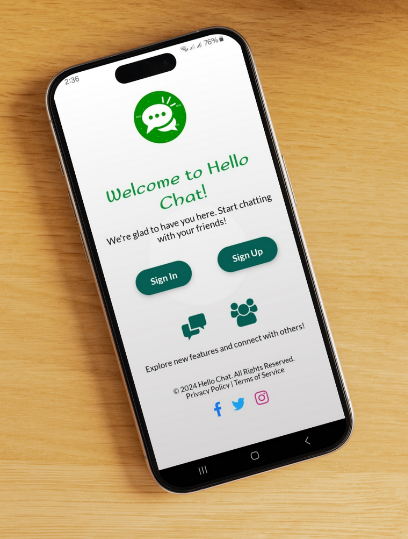 2:36
76%
Welcome to Hello
Chat!
We're glad to have you here. Start chatting
with your friends!
Sign In
Sign Up
Explore new features and connect with others!
© 2024 Hello Chat. All Rights Reserved.
Privacy Policy | Terms of Service